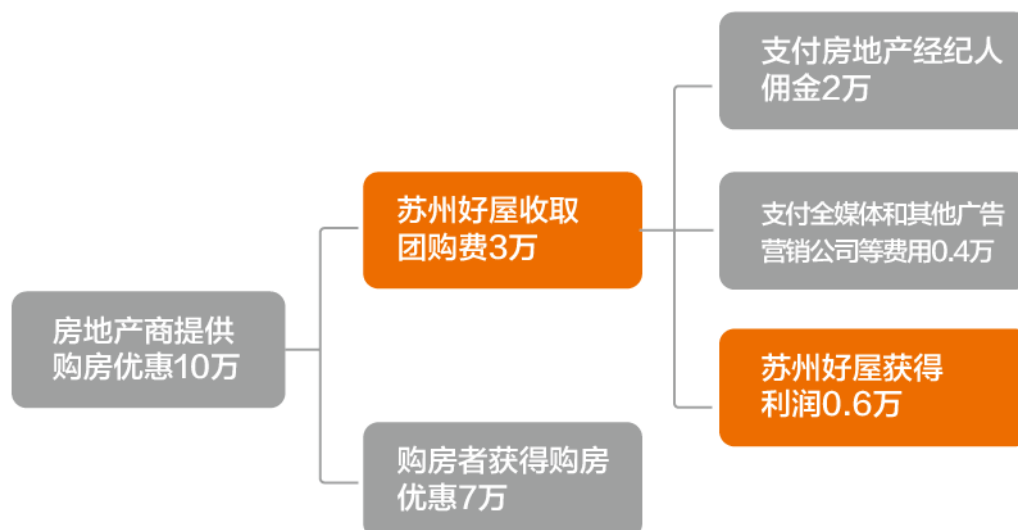 房地产商提供
购房优惠10万
苏州好屋收取
团购费3万
购房者获得购房
优惠7万
支付房地产经纪人
佣金2万
支付全媒体和其他广告
营销公司等费用0.4万
苏州好屋获得
利润0.6万